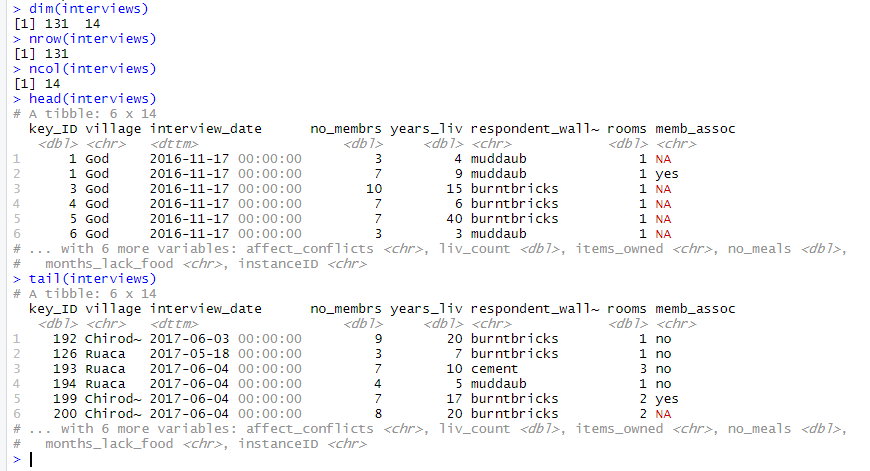 > dim(interviews)
[1] 131  14
> nrow(interviews)
[1] 131
> ncol(interviews)
[1] 14
> head(interviews)
# A tibble: 6 x 14
  key_ID village interview_date      no_membrs years_liv respondent_wall~ rooms memb_assoc
   <dbl> <chr>   <dttm>                  <dbl>     <dbl> <chr>            <dbl> <chr>
1      1 God     2016-11-17 00:00:00         3         4 muddaub              1 NA
2      1 God     2016-11-17 00:00:00         7         9 muddaub              1 yes
3      3 God     2016-11-17 00:00:00        10        15 burntbricks          1 NA
4      4 God     2016-11-17 00:00:00         7         6 burntbricks          1 NA
5      5 God     2016-11-17 00:00:00         7        40 burntbricks          1 NA
6      6 God     2016-11-17 00:00:00         3         3 muddaub              1 NA
# ... with 6 more variables: affect_conflicts <chr>, liv_count <dbl>, items_owned <chr>, no_meals <dbl>,
#   months_lack_food <chr>, instanceID <chr>
> tail(interviews)
# A tibble: 6 x 14
  key_ID village interview_date      no_membrs years_liv respondent_wall~ rooms memb_assoc
   <dbl> <chr>   <dttm>                  <dbl>     <dbl> <chr>            <dbl> <chr>
1    192 Chirod~ 2017-06-03 00:00:00         9        20 burntbricks          1 no
2    126 Ruaca   2017-05-18 00:00:00         3         7 burntbricks          1 no
3    193 Ruaca   2017-06-04 00:00:00         7        10 cement               3 no
4    194 Ruaca   2017-06-04 00:00:00         4         5 muddaub              1 no
5    199 Chirod~ 2017-06-04 00:00:00         7        17 burntbricks          2 yes
6    200 Chirod~ 2017-06-04 00:00:00         8        20 burntbricks          2 NA
# ... with 6 more variables: affect_conflicts <chr>, liv_count <dbl>, items_owned <chr>, no_meals <dbl>,
#   months_lack_food <chr>, instanceID <chr>
>